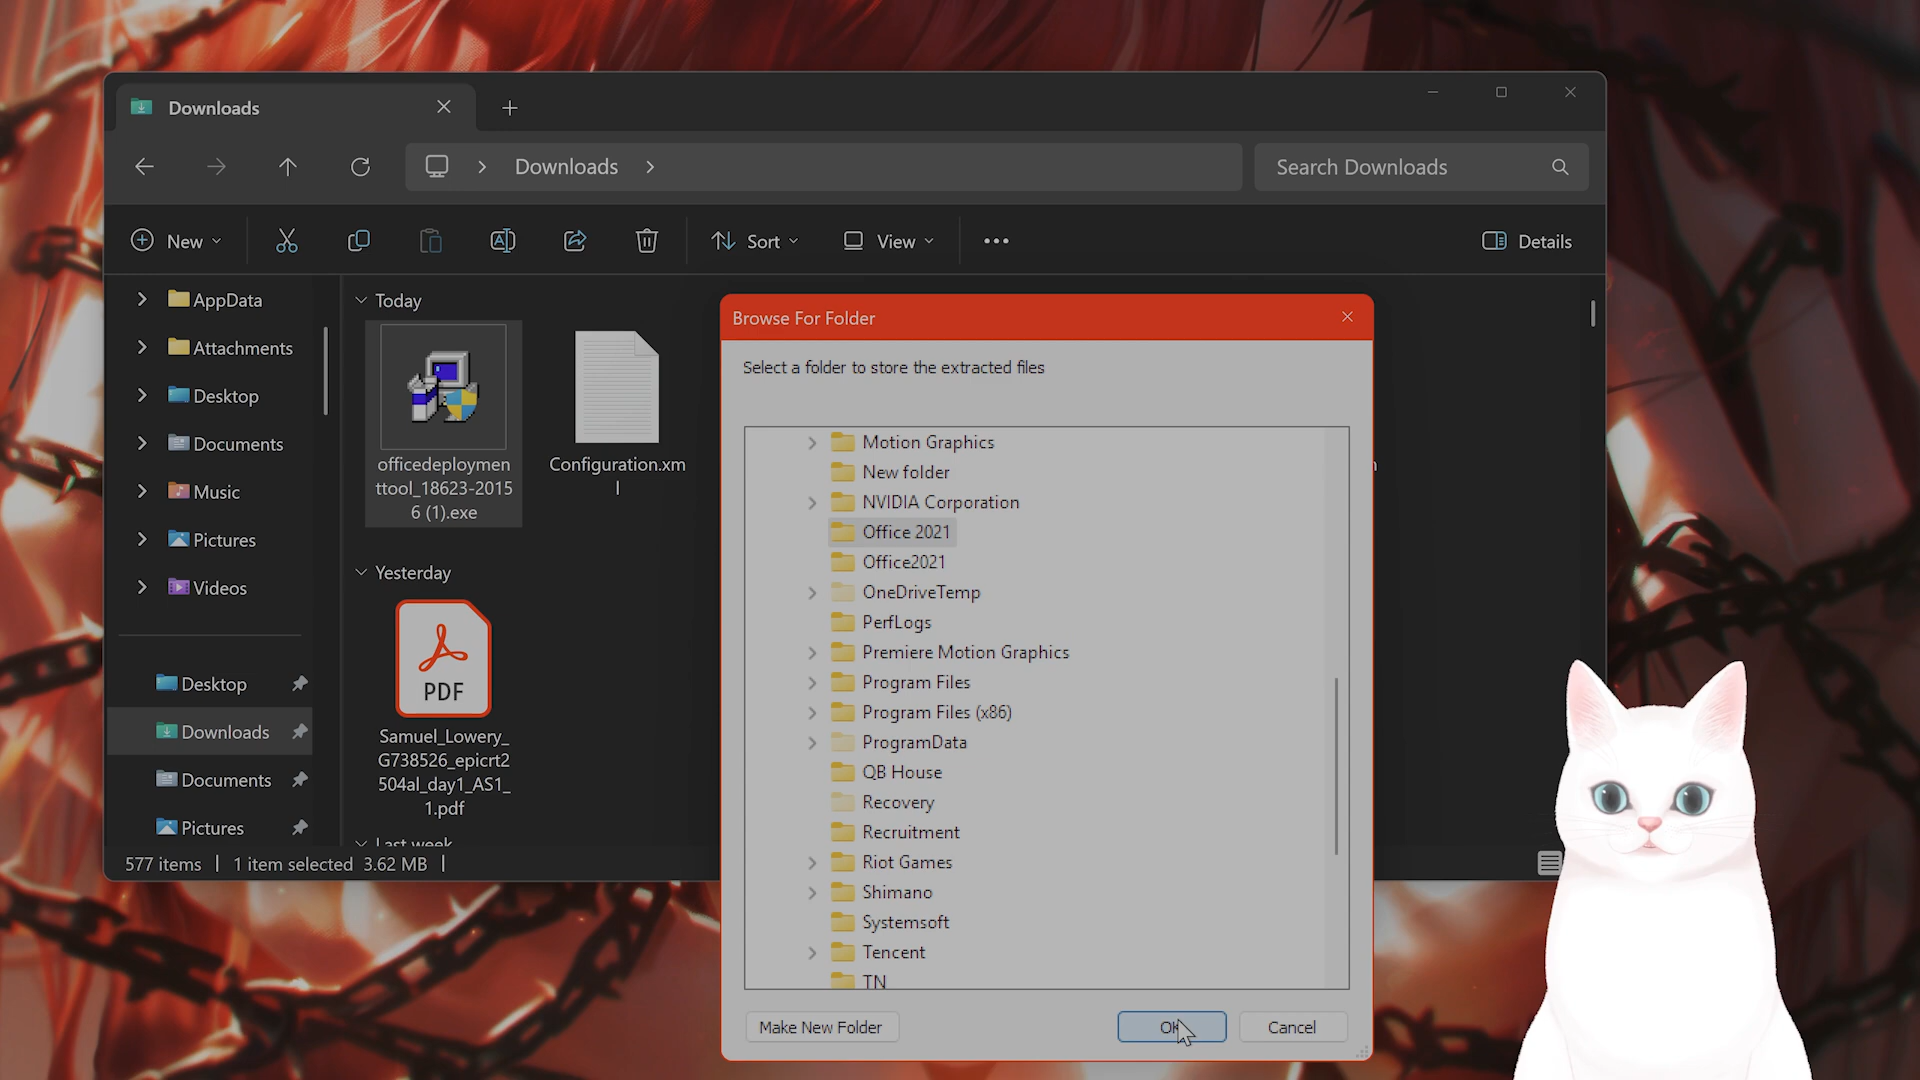 Downloads
Downloads
Search Downloads
New
Sort
View
Details
AppData
Attachments
Desktop
Documents
Music
Pictures
Videos
Desktop
Downloads
Documents
Pictures
Today
officedeploymen
ttool_18623-2015
6 (1).exe
Configuration.xm
l
Yesterday
PDF
Samuel_Lowery_
G738526_epicrt2
504al_day1_AS1_
1.pdf
Last week
577 items
1 item selected 3.62 MB
Browse For Folder
Select a folder to store the extracted files
Motion Graphics
New folder
NVIDIA Corporation
Office 2021
Office2021
OneDriveTemp
PerfLogs
Premiere Motion Graphics
Program Files
Program Files (x86)
ProgramData
QB House
Recovery
Recruitment
Riot Games
Shimano
Systemsoft
Tencent
TN
Make New Folder
OK
Cancel